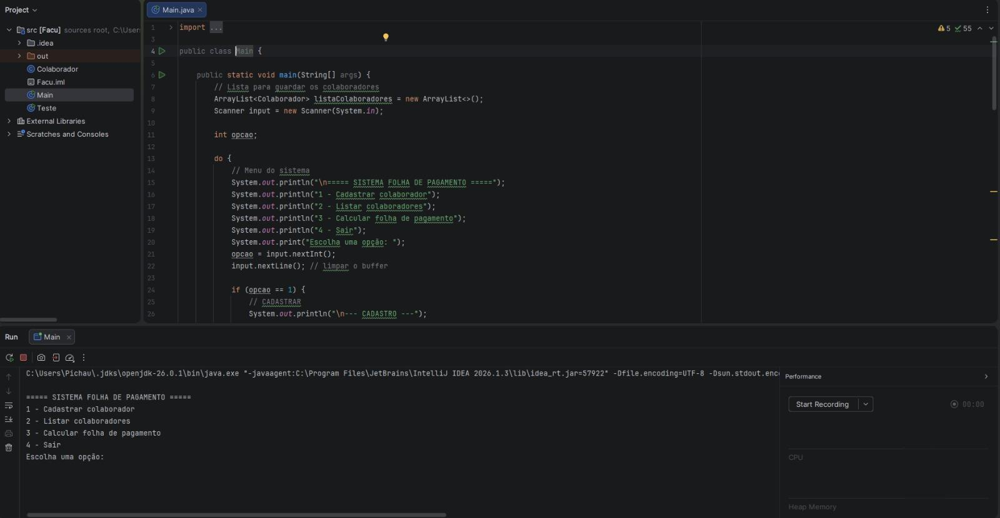 Project
src [Facu] sources root, C:\User
.idea
out
Colaborador
Facu.iml
Main
Teste
External Libraries
Scratches and Consoles
Main.java
5 55
1 import ...
3
4 public class Main {
5
6 public static void main(String[] args) {
7 // Lista para guardar os colaboradores
8 ArrayList<Colaborador> listaColaboradores = new ArrayList<>();
9 Scanner input = new Scanner(System.in);
10
11 int opcao;
12
13 do {
14 // Menu do sistema
15 System.out.println("\n===== SISTEMA FOLHA DE PAGAMENTO =====");
16 System.out.println("1 - Cadastrar colaborador");
17 System.out.println("2 - Listar colaboradores");
18 System.out.println("3 - Calcular folha de pagamento");
19 System.out.println("4 - Sair");
20 System.out.print("Escolha uma opção: ");
21 opcao = input.nextInt();
22 input.nextLine(); // limpar o buffer
23
24 if (opcao == 1) {
25 // CADASTRAR
26 System.out.println("\n--- CADASTRO ---");
Run Main
C:\Users\Pichau\.jdks\openjdk-26.0.1\bin\java.exe "-javaagent:C:\Program Files\JetBrains\IntelliJ IDEA 2026.1.3\lib\idea_rt.jar=57922" -Dfile.encoding=UTF-8 -Dsun.stdout.enc
===== SISTEMA FOLHA DE PAGAMENTO =====
1 - Cadastrar colaborador
2 - Listar colaboradores
3 - Calcular folha de pagamento
4 - Sair
Escolha uma opção:
Performance
Start Recording 00:00
CPU
Heap Memory